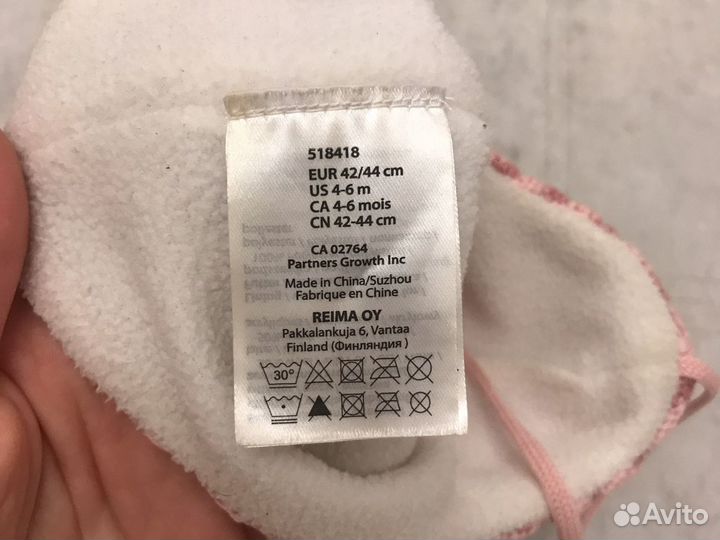 518418
EUR 42/44 cm
US 4-6 m
CA 4-6 mois
CN 42-44 cm
CA 02764
Partners Growth Inc
Made in China/Suzhou
Fabrique en Chine
REIMA OY
Pakkalankuja 6, Vantaa
Finland (Финляндия)
30°
Avito